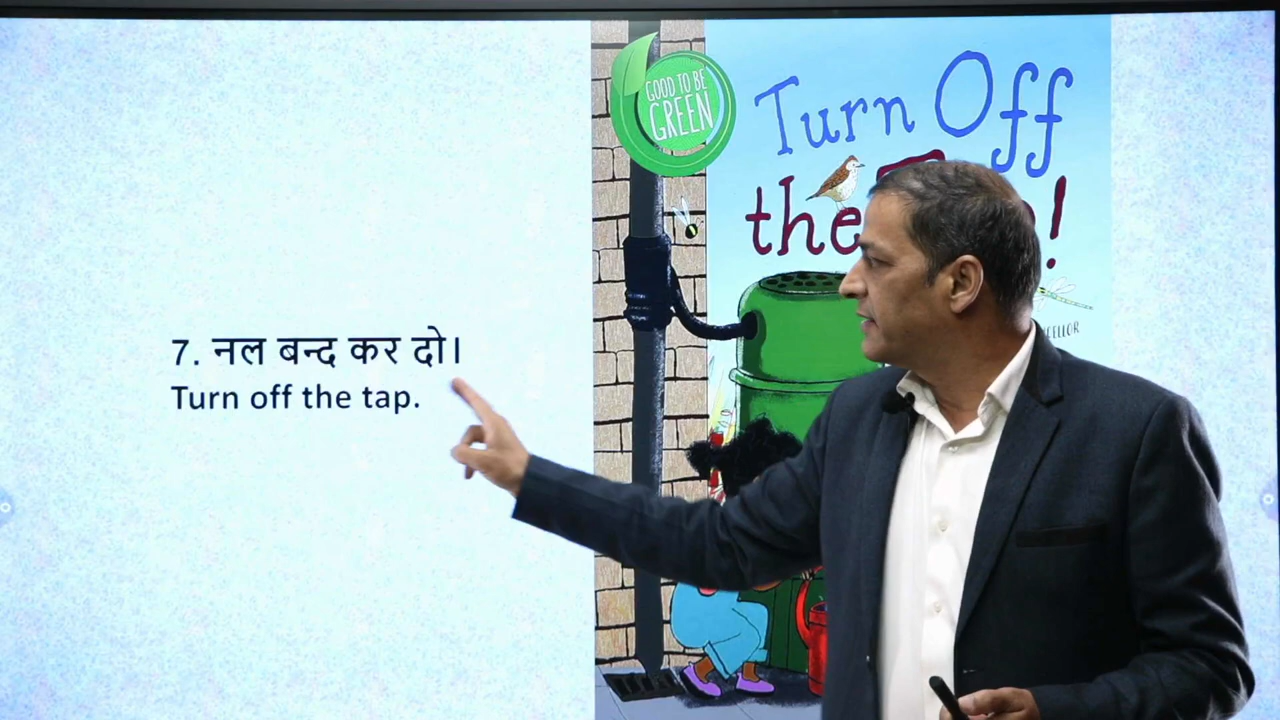 7. नल बन्द कर दो।
Turn off the tap.
GOOD TO BE
GREEN
Turn Off
the !